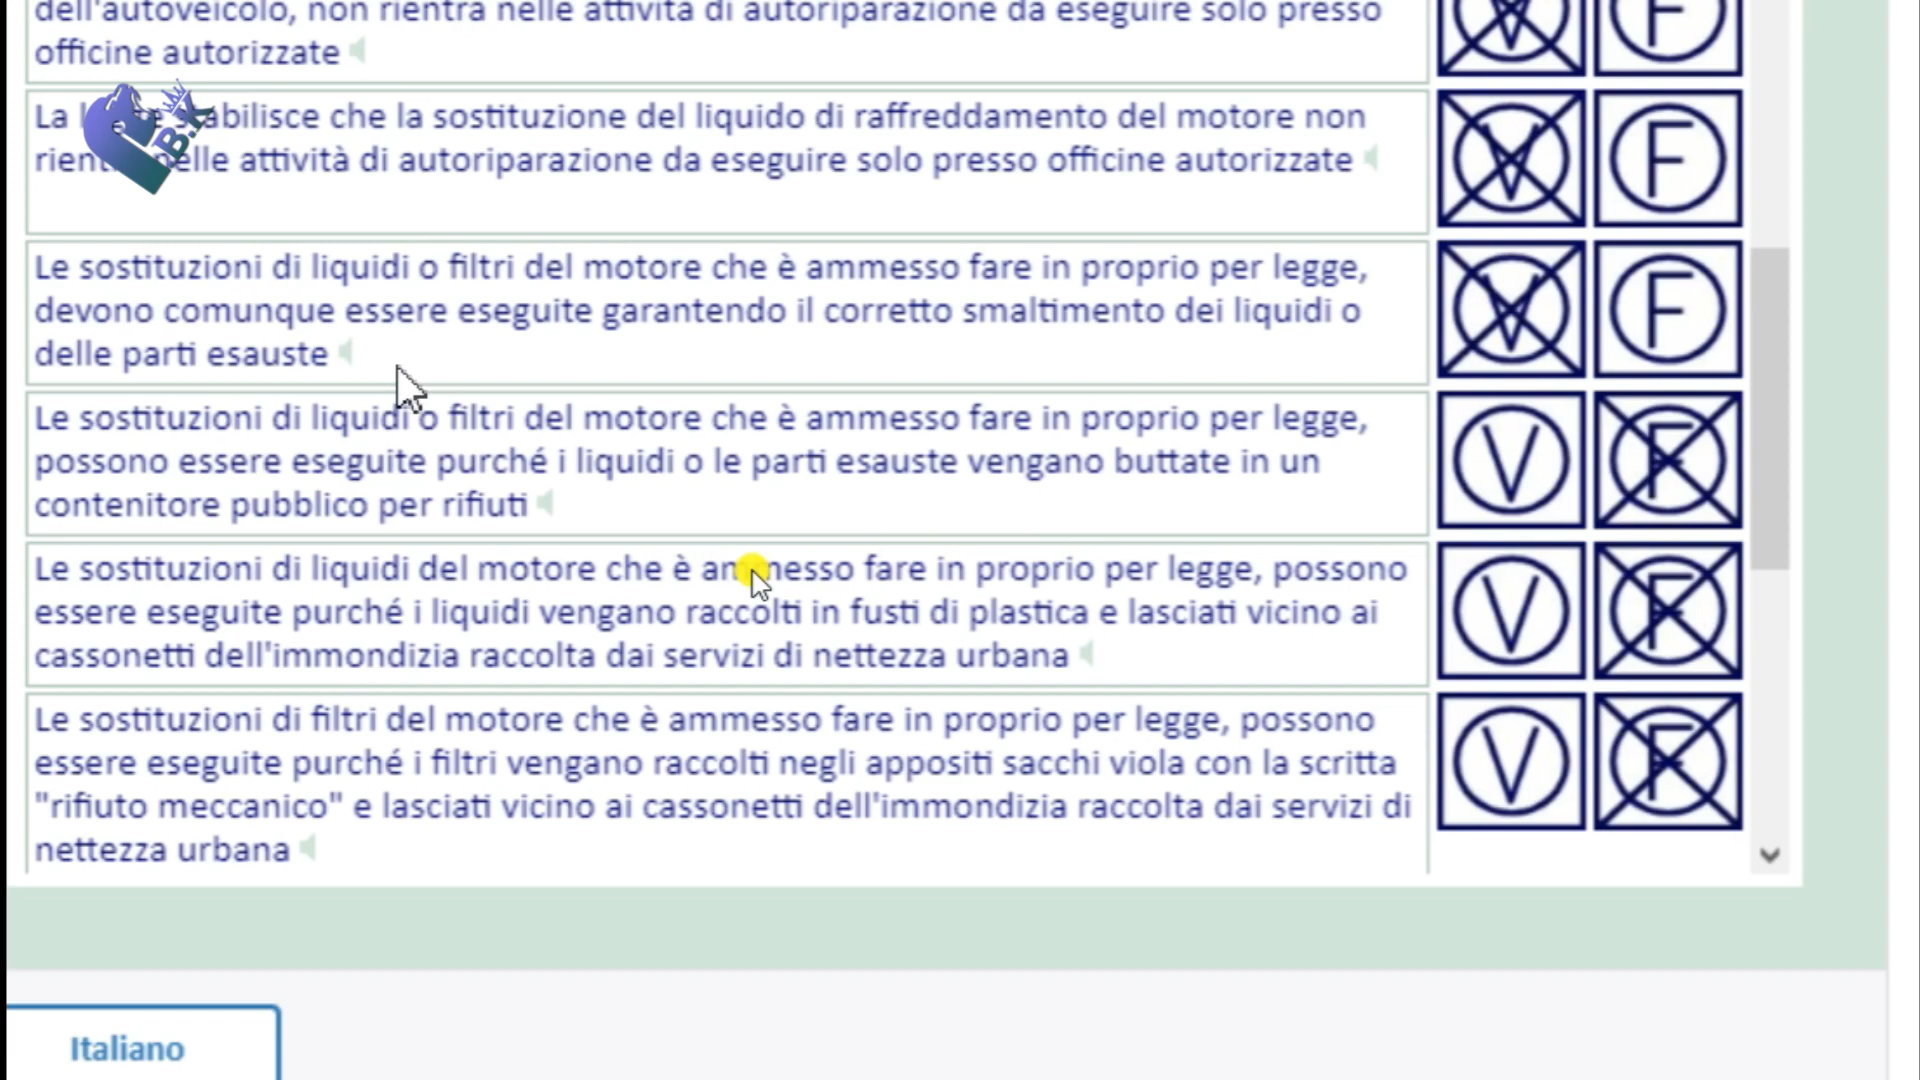 dell'autoveicolo, non rientra nelle attività di autoriparazione da eseguire solo presso
officine autorizzate
V F
La abilisce che la sostituzione del liquido di raffreddamento del motore non
elle attività di autoriparazione da eseguire solo presso officine autorizzate
V F
B.K
Le sostituzioni di liquidi o filtri del motore che è ammesso fare in proprio per legge,
devono comunque essere eseguite garantendo il corretto smaltimento dei liquidi o
delle parti esauste
V F
Le sostituzioni di liquidi o filtri del motore che è ammesso fare in proprio per legge,
possono essere eseguite purché i liquidi o le parti esauste vengano buttate in un
contenitore pubblico per rifiuti
V F
Le sostituzioni di liquidi del motore che è ammesso fare in proprio per legge, possono
essere eseguite purché i liquidi vengano raccolti in fusti di plastica e lasciati vicino ai
cassonetti dell'immondizia raccolta dai servizi di nettezza urbana
V F
Le sostituzioni di filtri del motore che è ammesso fare in proprio per legge, possono
essere eseguite purché i filtri vengano raccolti negli appositi sacchi viola con la scritta
"rifiuto meccanico" e lasciati vicino ai cassonetti dell'immondizia raccolta dai servizi di
nettezza urbana
V F
Italiano